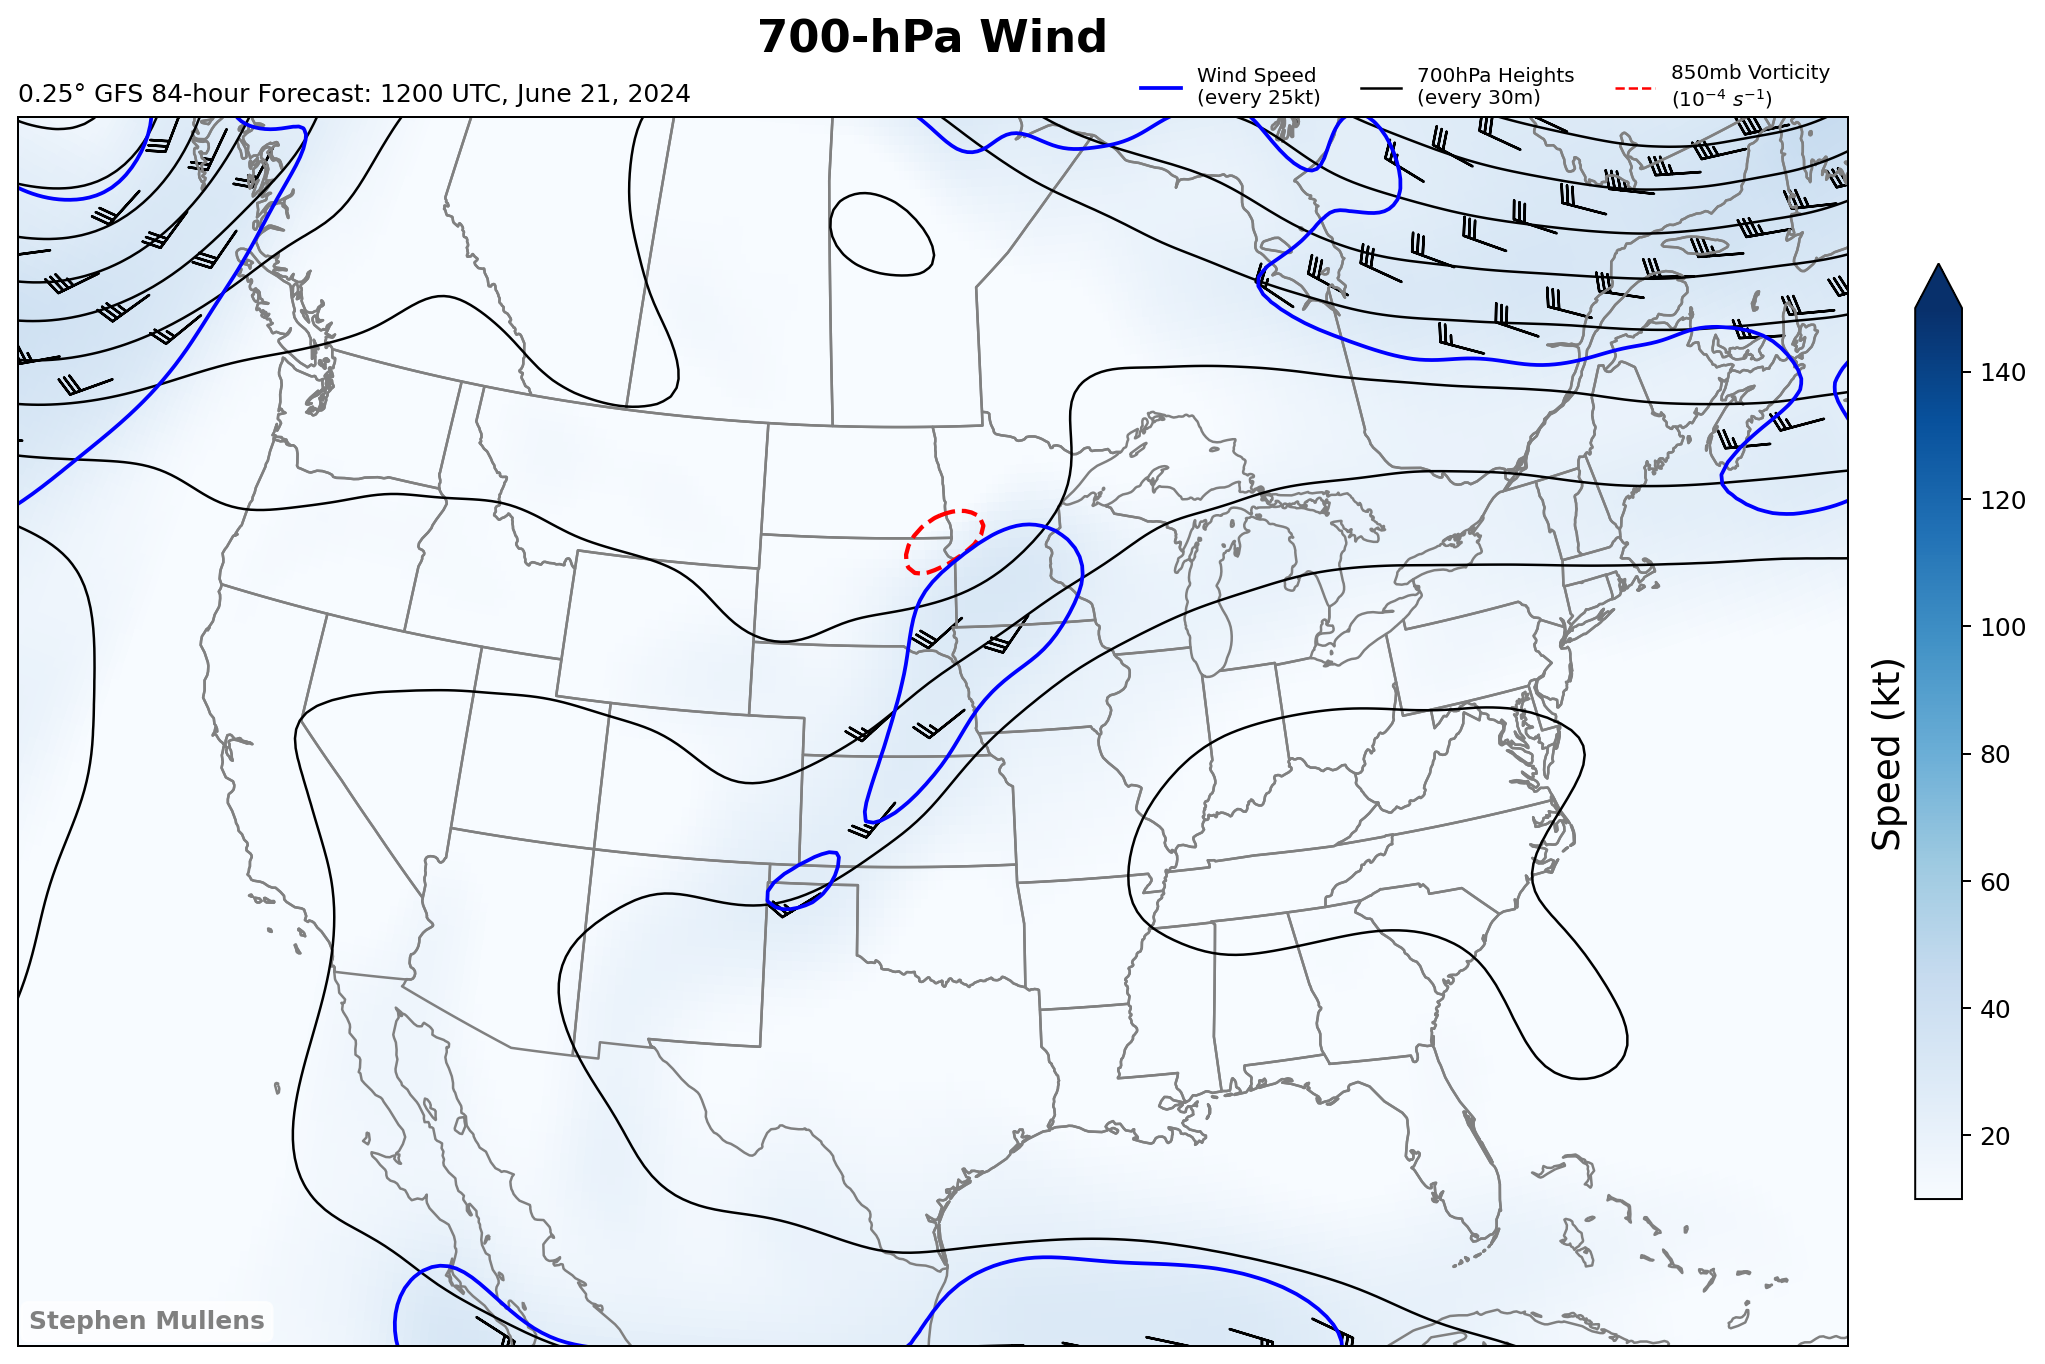 700-hPa Wind
0.25° GFS 84-hour Forecast: 1200 UTC, June 21, 2024
Wind Speed
(every 25kt)
700hPa Heights
(every 30m)
850mb Vorticity
(10⁻⁴ s⁻¹)
140
120
100
80
60
40
20
Speed (kt)
Stephen Mullens